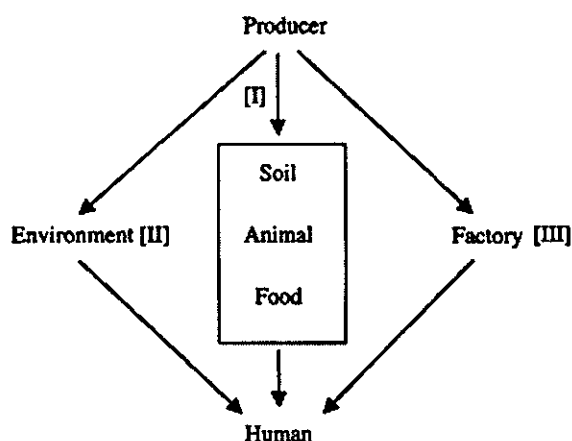 Producer
[I]
Soil
Environment [II] Animal Factory [III]
Food
Human